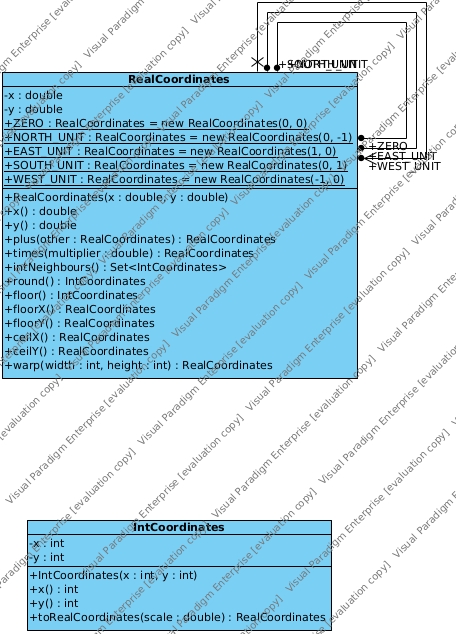 +SOUTH_UNIT
+ZERO
+EAST_UNIT
+WEST_UNIT
RealCoordinates
-x : double
-y : double
+ZERO : RealCoordinates = new RealCoordinates(0, 0)
+NORTH_UNIT : RealCoordinates = new RealCoordinates(0, -1)
+EAST_UNIT : RealCoordinates = new RealCoordinates(1, 0)
+SOUTH_UNIT : RealCoordinates = new RealCoordinates(0, 1)
+WEST_UNIT : RealCoordinates = new RealCoordinates(-1, 0)
+RealCoordinates(x : double, y : double)
+x() : double
+y() : double
+plus(other : RealCoordinates) : RealCoordinates
+times(multiplier : double) : RealCoordinates
+intNeighbours() : Set<IntCoordinates>
+round() : IntCoordinates
+floor() : IntCoordinates
+floorX() : RealCoordinates
+floorY() : RealCoordinates
+ceilX() : RealCoordinates
+ceilY() : RealCoordinates
+warp(width : int, height : int) : RealCoordinates
IntCoordinates
-x : int
-y : int
+IntCoordinates(x : int, y : int)
+x() : int
+y() : int
+toRealCoordinates(scale : double) : RealCoordinates
Visual Paradigm Enterprise [evaluation copy]